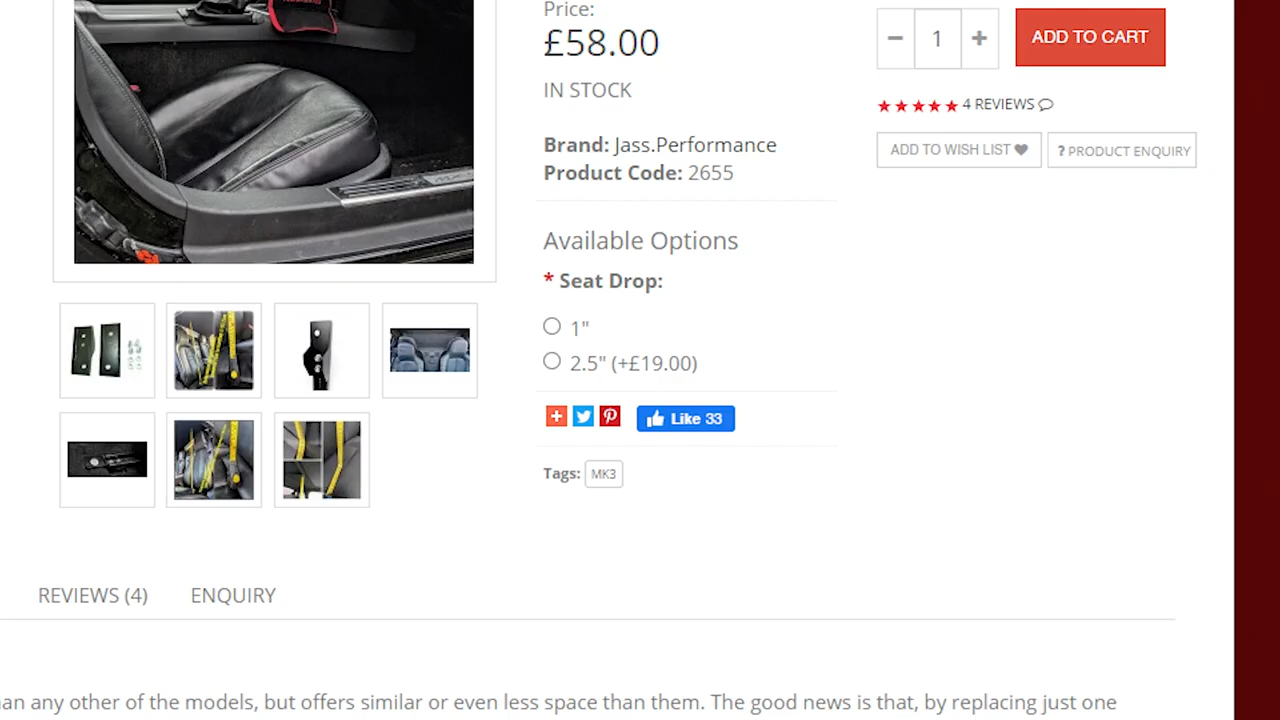 Price:
£58.00
IN STOCK
Brand: Jass.Performance
Product Code: 2655
Available Options
* Seat Drop:
1"
2.5" (+£19.00)
Like 33
Tags: MK3
1
ADD TO CART
4 REVIEWS
ADD TO WISH LIST
? PRODUCT ENQUIRY
REVIEWS (4)
ENQUIRY
any other of the models, but offers similar or even less space than them. The good news is that, by replacing just one